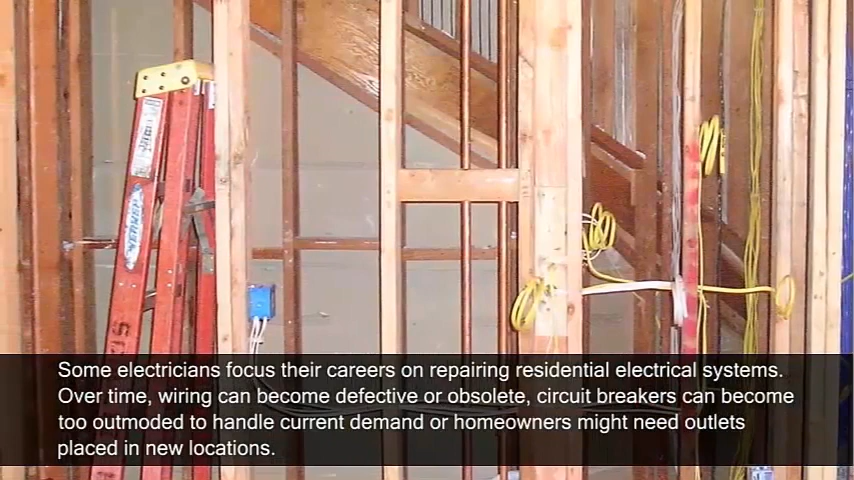 WERNER
Some electricians focus their careers on repairing residential electrical systems.
Over time, wiring can become defective or obsolete, circuit breakers can become
too outmoded to handle current demand or homeowners might need outlets
placed in new locations.